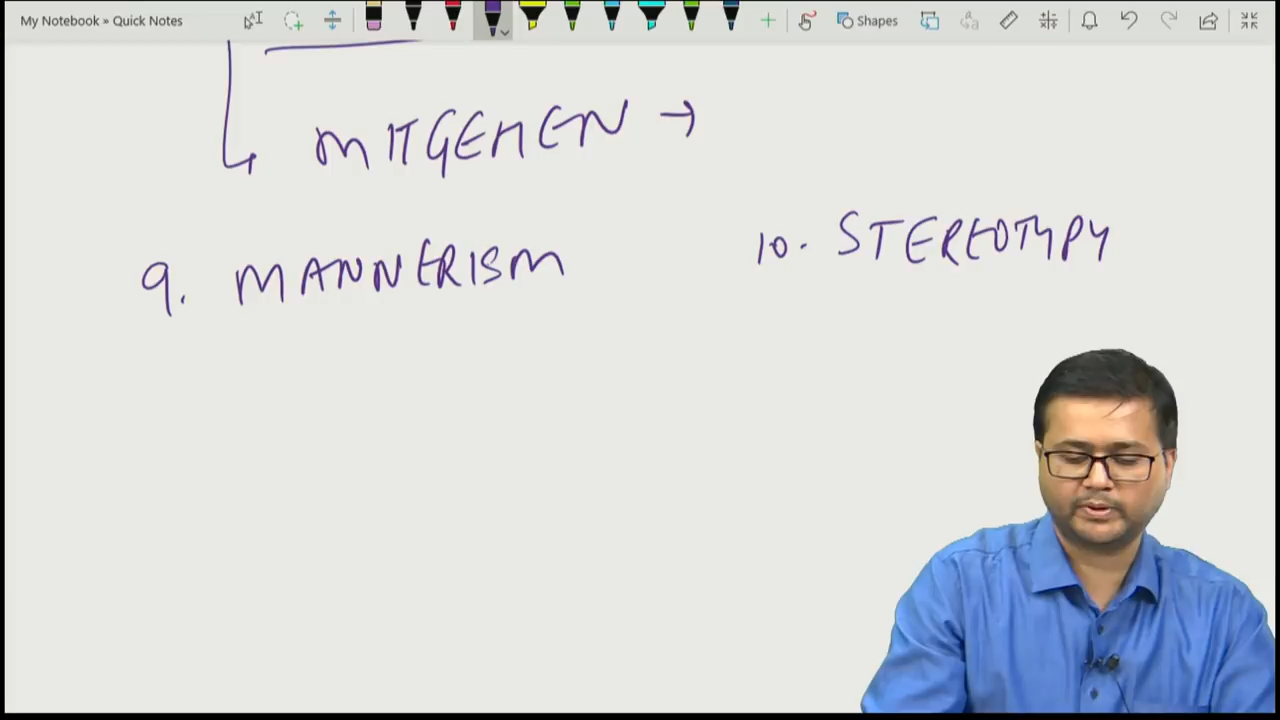 My Notebook » Quick Notes
Shapes
MITGEHEN →
9. MANNERISM
10. STEREOTYPY